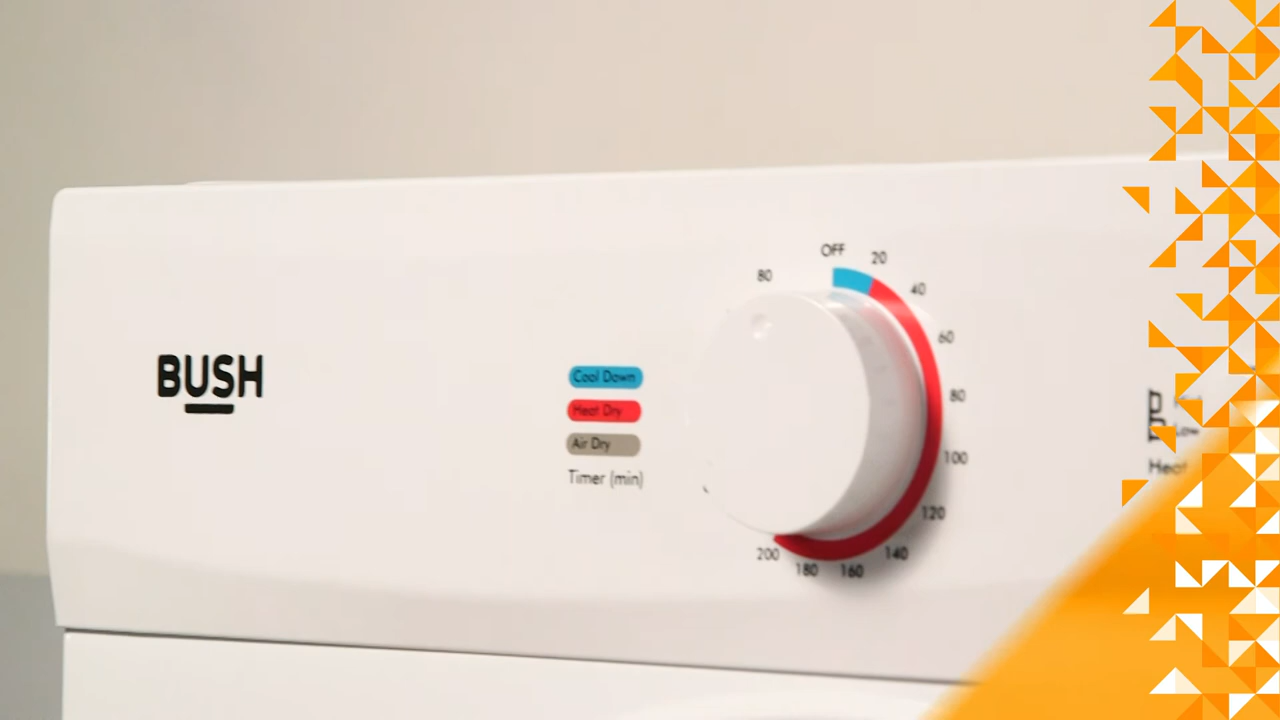 BUSH
Cool Down
Heat Dry
Air Dry
Timer (min)
OFF
20
40
60
80
100
120
140
160
180
200
80
Low
Heat